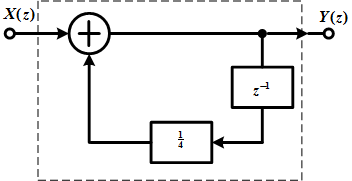 X(z)
Y(z)
+
z⁻¹
1/4